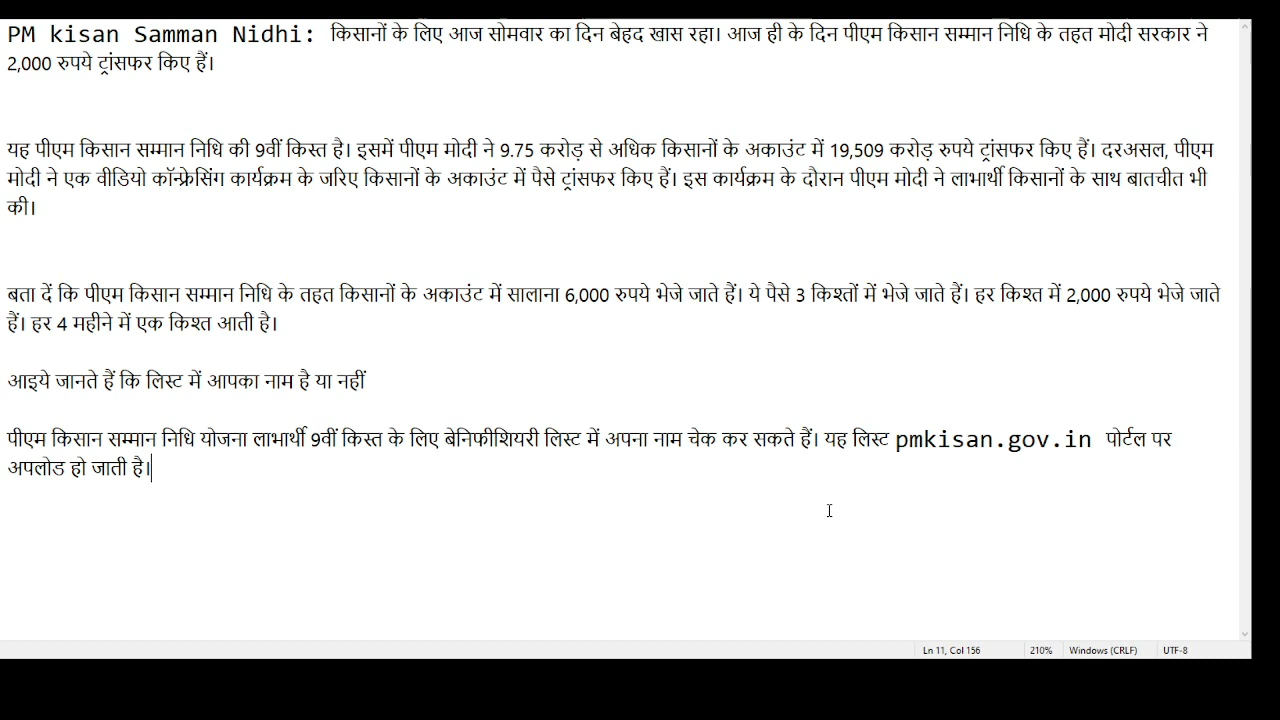 PM kisan Samman Nidhi: किसानों के लिए आज सोमवार का दिन बेहद खास रहा। आज ही के दिन पीएम किसान सम्मान निधि के तहत मोदी सरकार ने
2,000 रुपये ट्रांसफर किए हैं।
यह पीएम किसान सम्मान निधि की 9वीं किस्त है। इसमें पीएम मोदी ने 9.75 करोड़ से अधिक किसानों के अकाउंट में 19,509 करोड़ रुपये ट्रांसफर किए हैं। दरअसल, पीएम
मोदी ने एक वीडियो कॉन्फ्रेसिंग कार्यक्रम के जरिए किसानों के अकाउंट में पैसे ट्रांसफर किए हैं। इस कार्यक्रम के दौरान पीएम मोदी ने लाभार्थी किसानों के साथ बातचीत भी
की।
बता दें कि पीएम किसान सम्मान निधि के तहत किसानों के अकाउंट में सालाना 6,000 रुपये भेजे जाते हैं। ये पैसे 3 किश्तों में भेजे जाते हैं। हर किश्त में 2,000 रुपये भेजे जाते
हैं। हर 4 महीने में एक किश्त आती है।
आइये जानते हैं कि लिस्ट में आपका नाम है या नहीं
पीएम किसान सम्मान निधि योजना लाभार्थी 9वीं किस्त के लिए बेनिफीशियरी लिस्ट में अपना नाम चेक कर सकते हैं। यह लिस्ट pmkisan.gov.in पोर्टल पर
अपलोड हो जाती है।
Ln 11, Col 156 210% Windows (CRLF) UTF-8